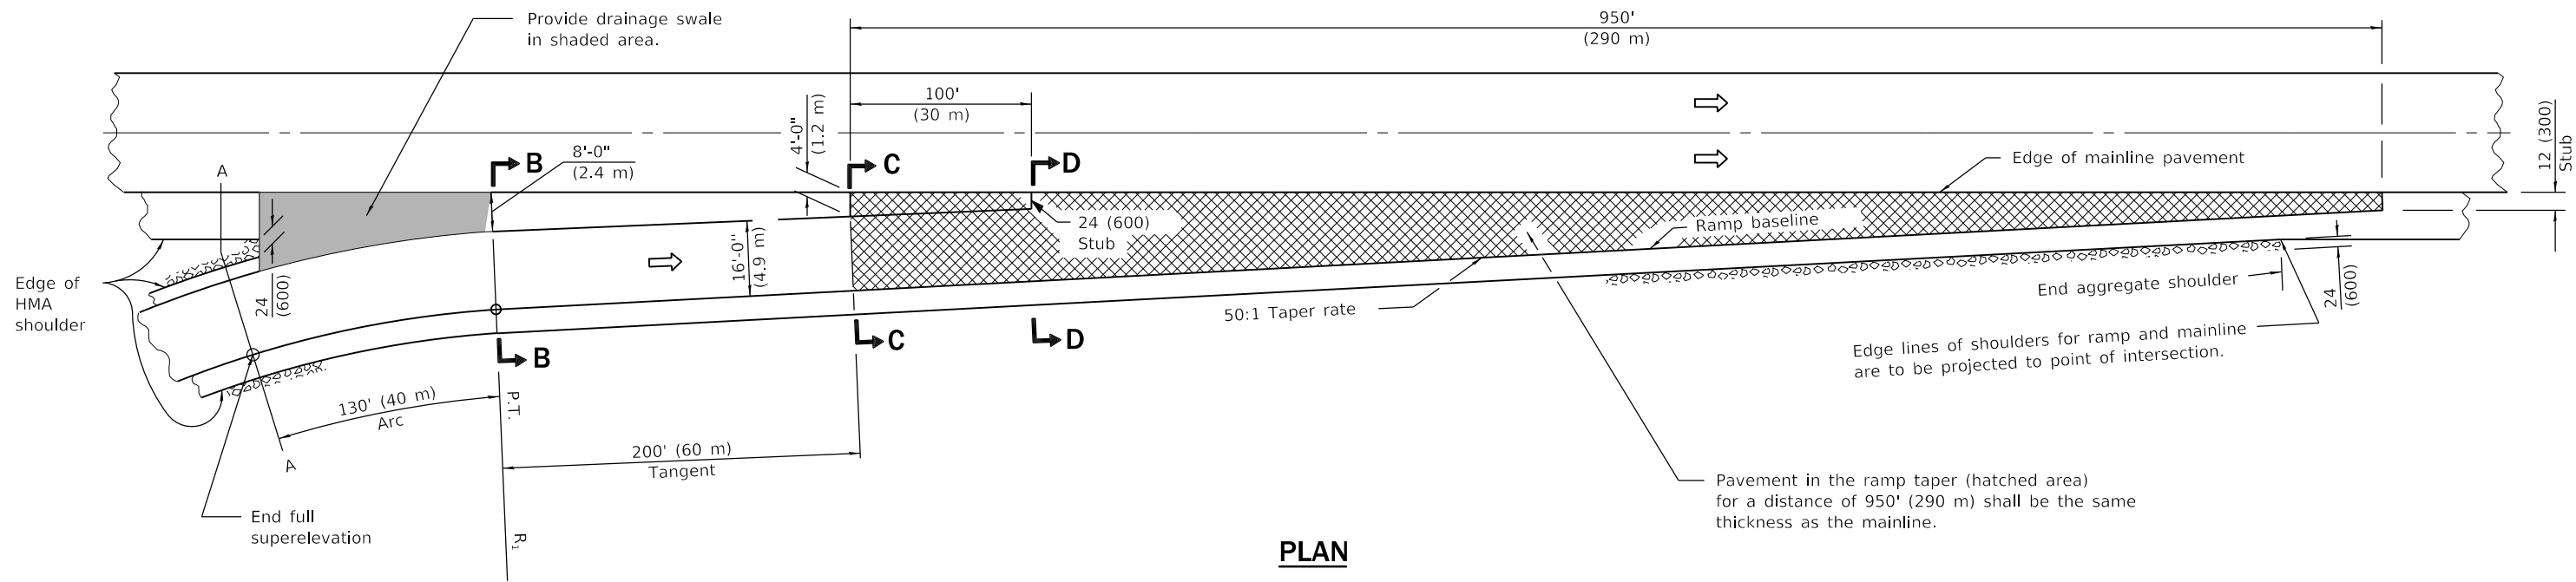 Provide drainage swale
in shaded area.
950'
(290 m)
100'
(30 m)
4'-0"
(1.2 m)
8'-0"
(2.4 m)
B
C
D
A
12 (300)
Stub
Edge of mainline pavement
24 (600)
Stub
Ramp baseline
16'-0"
(4.9 m)
24
(600)
Edge of
HMA
shoulder
50:1 Taper rate
End aggregate shoulder
24
(600)
B
C
D
Edge lines of shoulders for ramp and mainline
are to be projected to point of intersection.
130' (40 m)
Arc
P.T.
A
200' (60 m)
Tangent
R1
End full
superelevation
Pavement in the ramp taper (hatched area)
for a distance of 950' (290 m) shall be the same
thickness as the mainline.
PLAN